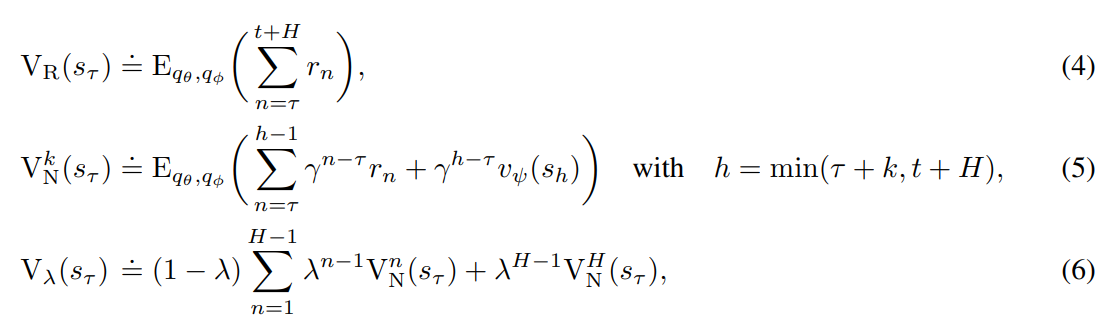 V_R(s_τ) ≐ E_{q_θ,q_ϕ}( ∑_{n=τ}^{t+H} r_n ), (4)
V_N^k(s_τ) ≐ E_{q_θ,q_ϕ}( ∑_{n=τ}^{h−1} γ^{n−τ} r_n + γ^{h−τ} v_ψ(s_h) ) with h = min(τ + k, t + H), (5)
V_λ(s_τ) ≐ (1 − λ) ∑_{n=1}^{H−1} λ^{n−1} V_N^n(s_τ) + λ^{H−1} V_N^H(s_τ), (6)